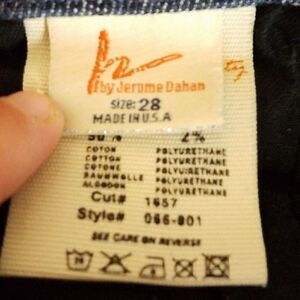 by Jerome Dahan
SIZE: 28
MADE IN U.S.A
98% 2%
COTON POLYURETHANE
COTTON POLYURETHANE
COTONE POLYURETHANE
BAUMWOLLE POLYURETHANE
ALGODON POLYURETHANE
Cut# 1657
Style# 066-801
SEE CARE ON REVERSE